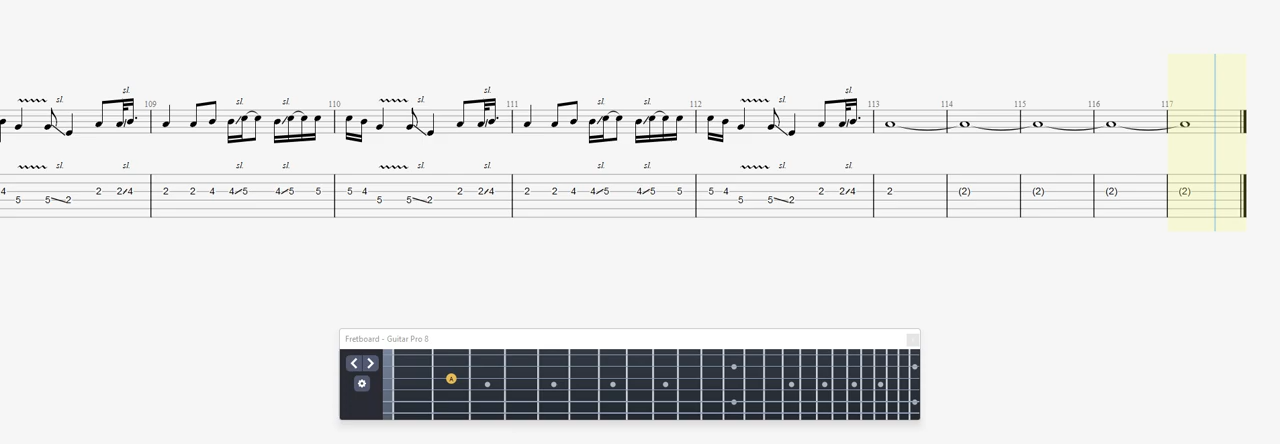 sl. sl.
109 sl. sl. 110 sl. sl. 111 sl. sl. 112 sl. sl. 113 114 115 116 117
sl. sl. sl. sl. sl. sl. sl. sl. sl. sl.
4 2 2/4 2 2 4 4 5 4 5 5 5 4 2 2/4 2 2 4 4 5 4 5 5 5 4 2 2/4 2 (2) (2) (2) (2)
5 5 2 5 5 2 5 5 2
Fretboard - Guitar Pro 8
A